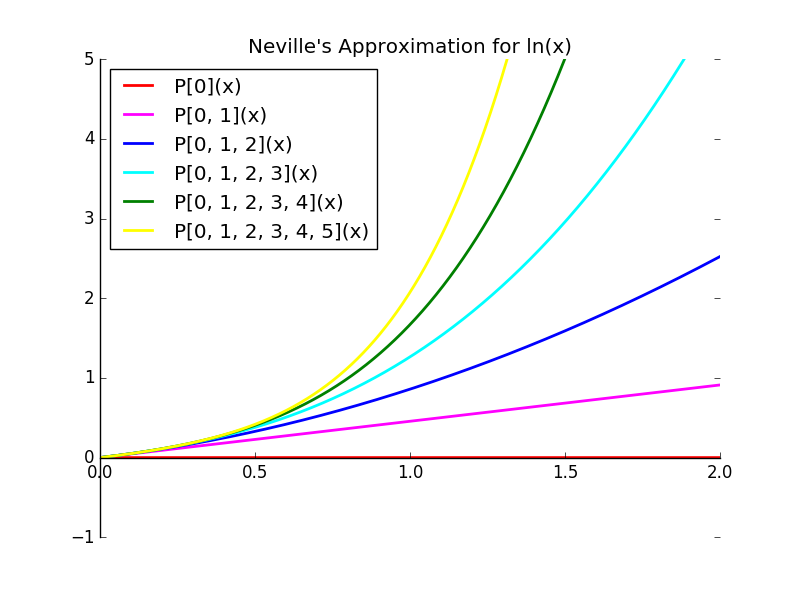 Neville's Approximation for ln(x)
5
P[0](x)
P[0, 1](x)
P[0, 1, 2](x)
P[0, 1, 2, 3](x)
P[0, 1, 2, 3, 4](x)
P[0, 1, 2, 3, 4, 5](x)
4
3
2
1
0
0.0 0.5 1.0 1.5 2.0
−1